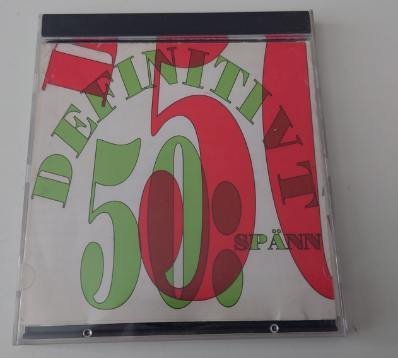 DEFINITIVT
50:
SPÄNN